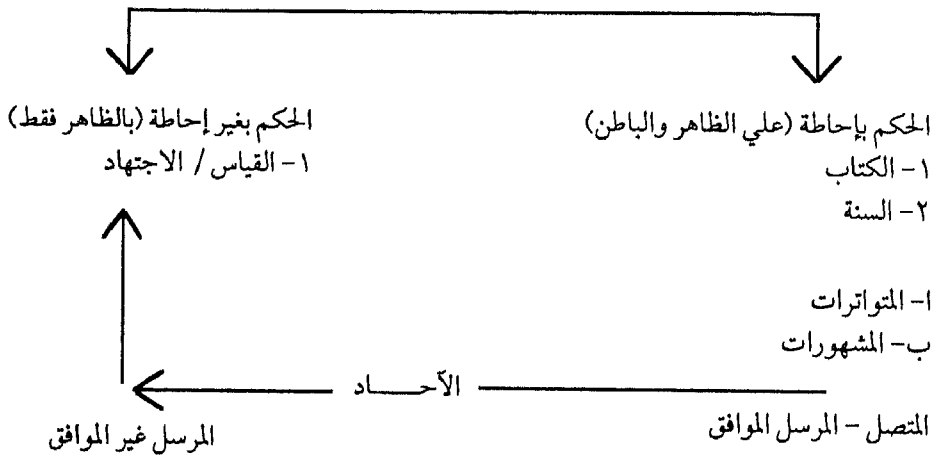 الحكم بإحاطة (علي الظاهر والباطن)
١- الكتاب
٢- السنة
ا- المتواترات
ب- المشهورات
الحكم بغير إحاطة (بالظاهر فقط)
١- القياس / الاجتهاد
الآحــاد
المتصل – المرسل الموافق
المرسل غير الموافق